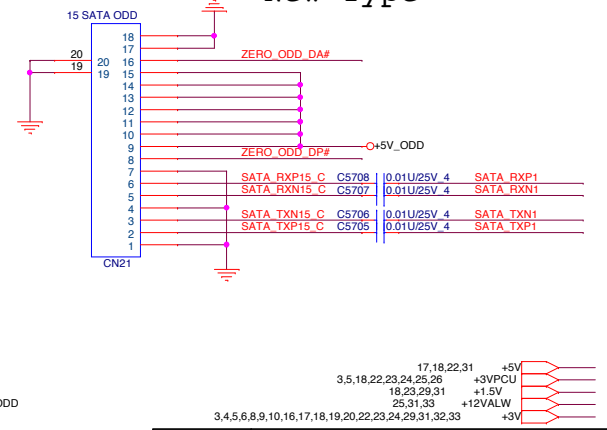 15 SATA ODD
18
17
20 20 16 ZERO_ODD_DA#
19 19 15
14
13
12
11
10
9 +5V_ODD
8 ZERO_ODD_DP#
7
6 SATA_RXP15_C C5708 0.01U/25V_4 SATA_RXP1
5 SATA_RXN15_C C5707 0.01U/25V_4 SATA_RXN1
4
3 SATA_TXN15_C C5706 0.01U/25V_4 SATA_TXN1
2 SATA_TXP15_C C5705 0.01U/25V_4 SATA_TXP1
1
CN21
17,18,22,31 +5V
3,5,18,22,23,24,25,26 +3VPCU
18,23,29,31 +1.5V
25,31,33 +12VALW
3,4,5,6,8,9,10,16,17,18,19,20,22,23,24,29,31,32,33 +3V